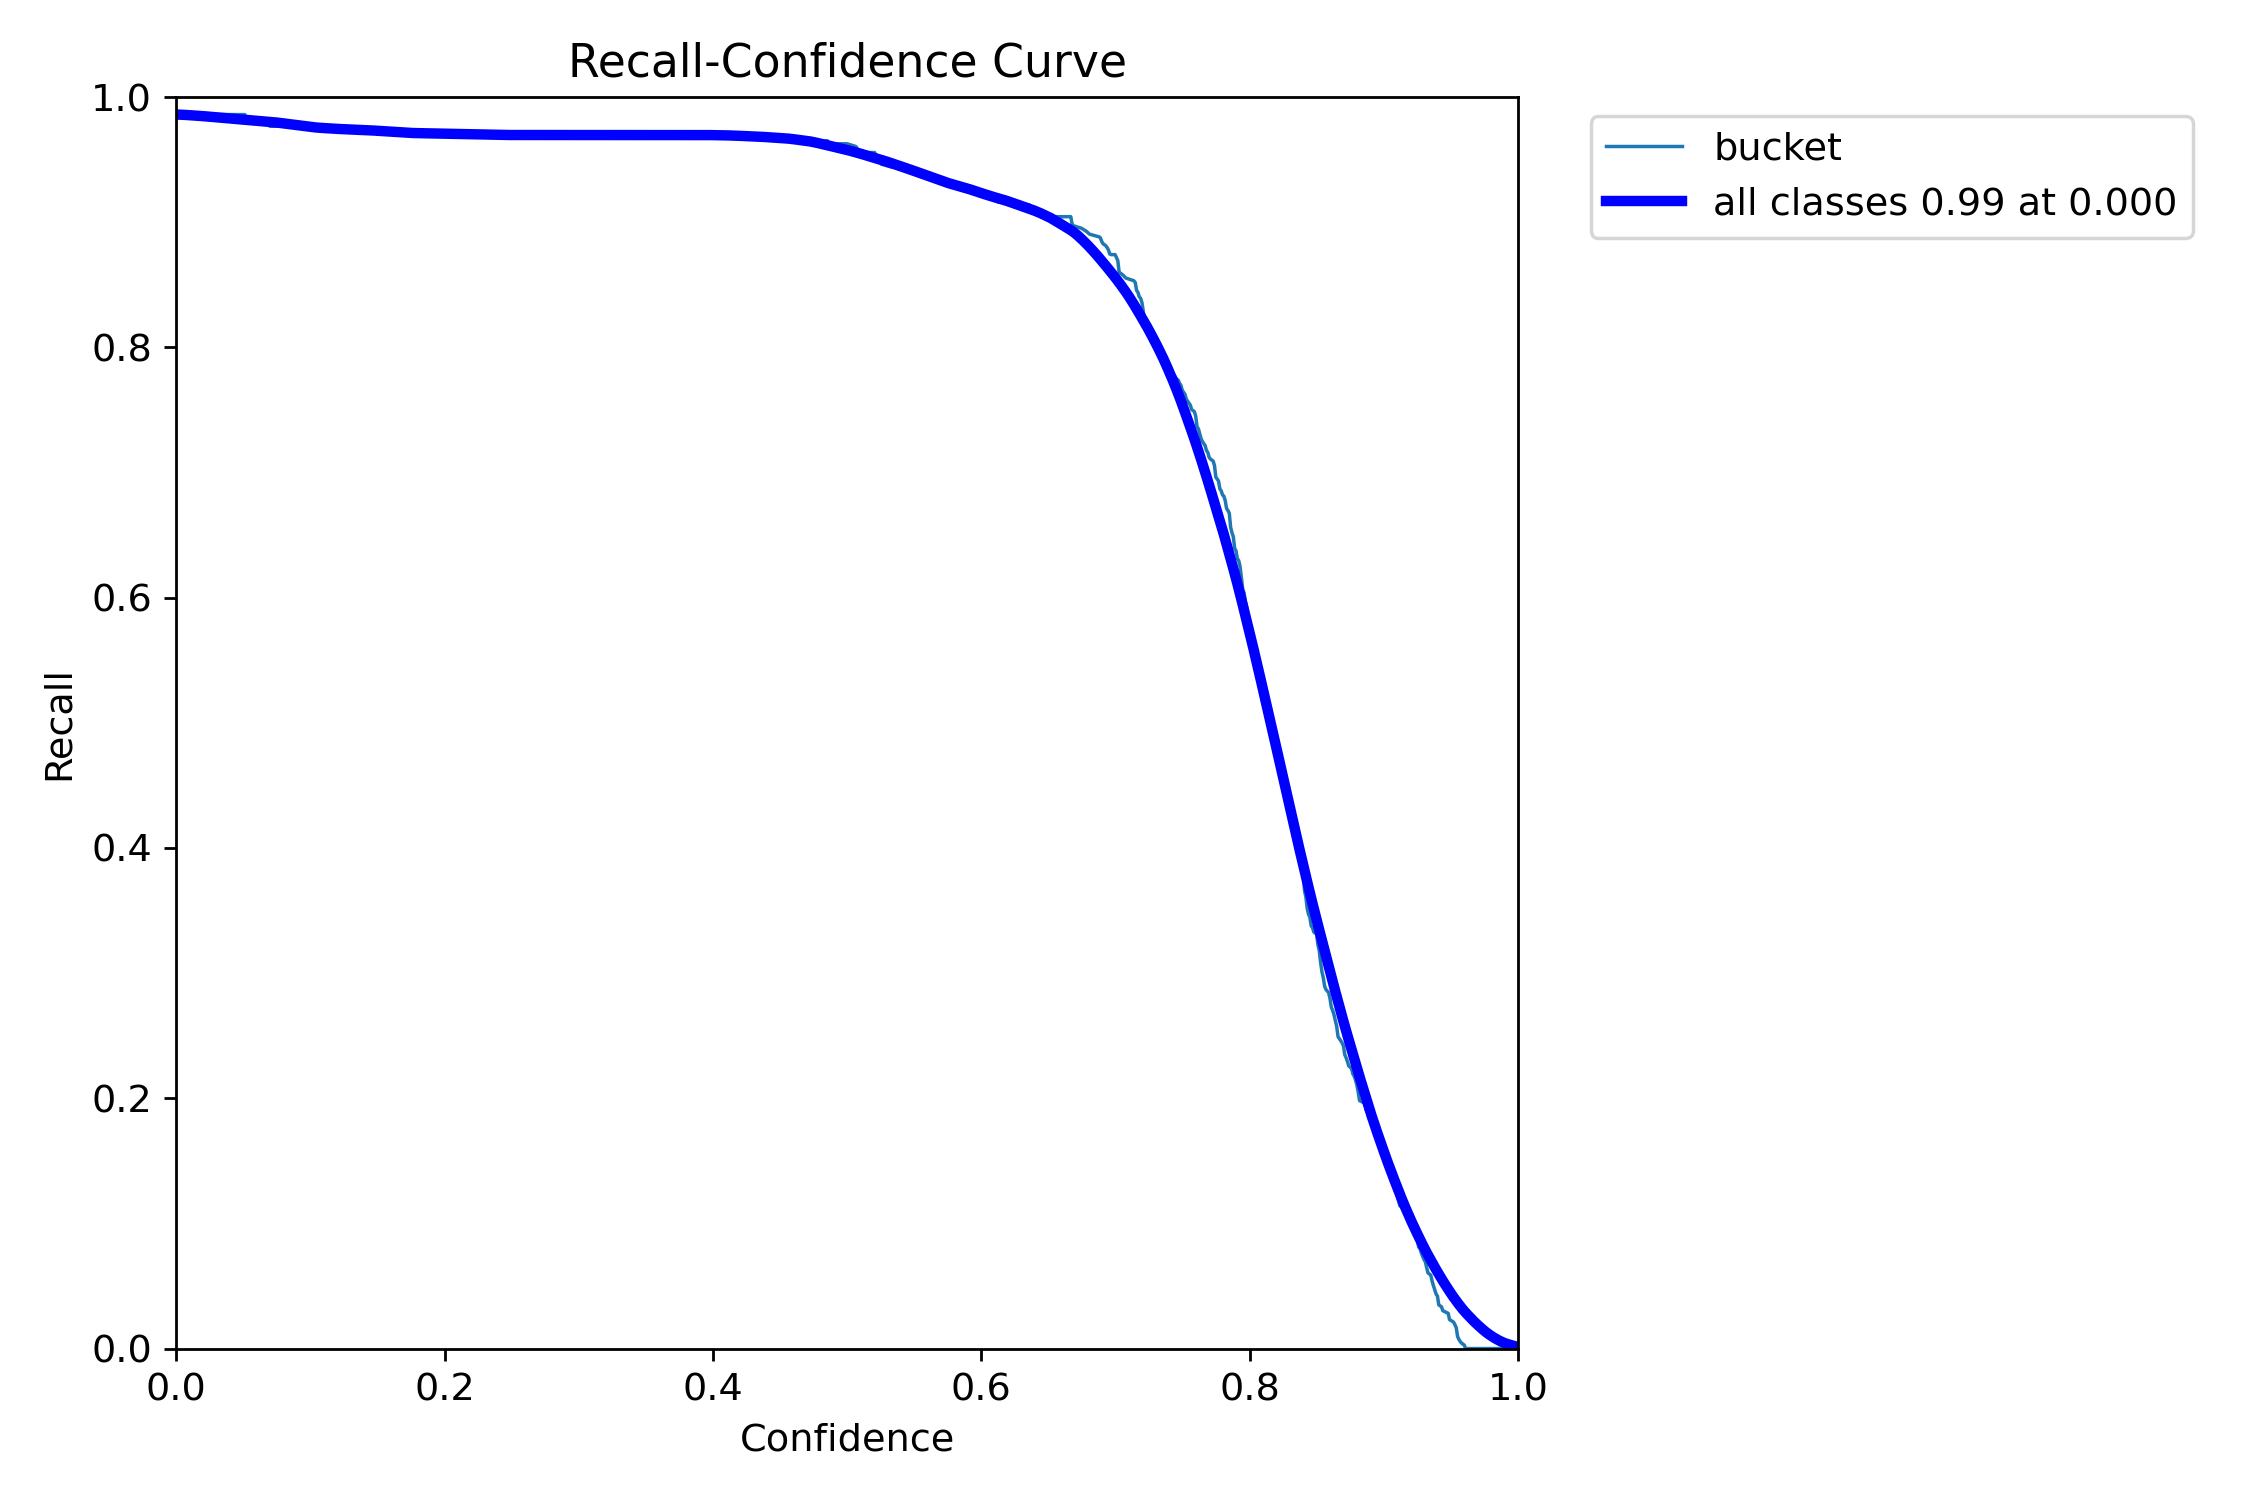 Recall-Confidence Curve
1.0
0.8
0.6
0.4
0.2
0.0
Recall
0.0 0.2 0.4 0.6 0.8 1.0
Confidence
bucket
all classes 0.99 at 0.000